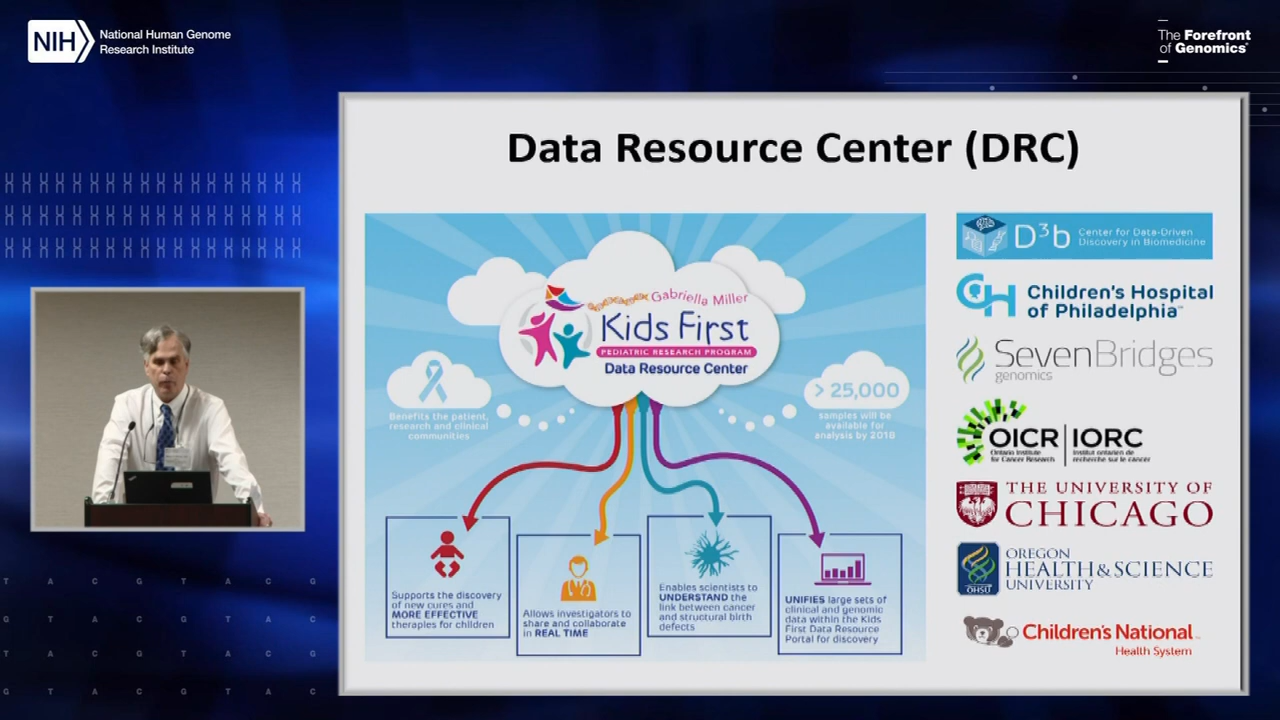 NIH
National Human Genome
Research Institute
The Forefront
of Genomics®
Data Resource Center (DRC)
Gabriella Miller
Kids First
PEDIATRIC RESEARCH PROGRAM
Data Resource Center
Benefits the patient,
research and clinical
communities
> 25,000
samples will be
available for
analysis by 2018
Supports the discovery
of new cures and
MORE EFFECTIVE
therapies for children
Allows investigators to
share and collaborate
in REAL TIME
Enables scientists to
UNDERSTAND the
link between cancer
and structural birth
defects
UNIFIES large sets of
clinical and genomic
data within the Kids
First Data Resource
Portal for discovery
D³b Center for Data-Driven
Discovery in Biomedicine
CH Children's Hospital
of Philadelphia™
SevenBridges
genomics
OICR IORC
Ontario Institute
for Cancer Research
Institut ontarien de
recherche sur le cancer
THE UNIVERSITY OF
CHICAGO
OREGON
HEALTH & SCIENCE
UNIVERSITY
OHSU
Children's National™
Health System
T A C G T A C G
G T A C G T A C
T A C G T A C G
G T A C G T A C